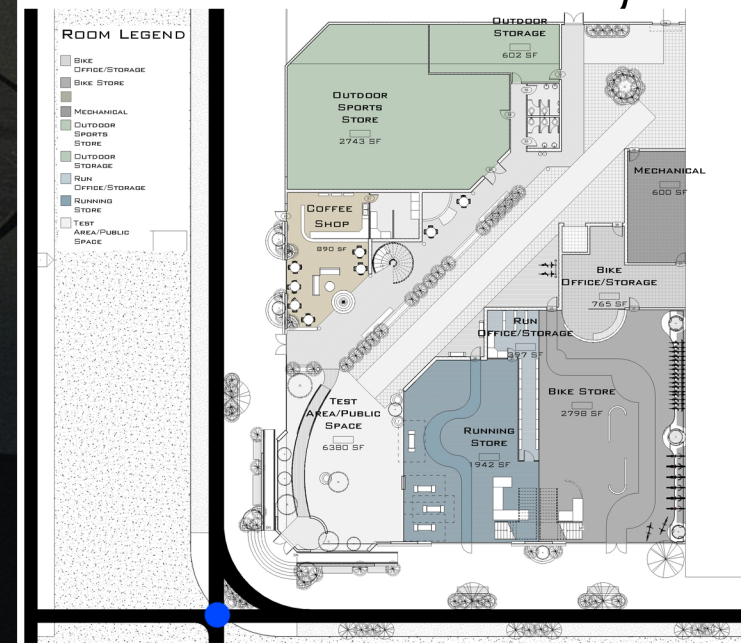 ROOM LEGEND
BIKE
OFFICE/STORAGE
BIKE STORE
MECHANICAL
OUTDOOR
SPORTS
STORE
OUTDOOR
STORAGE
RUN
OFFICE/STORAGE
RUNNING
STORE
TEST
AREA/PUBLIC
SPACE
OUTDOOR
STORAGE
602 SF
OUTDOOR
SPORTS
STORE
2743 SF
MECHANICAL
600 SF
COFFEE
SHOP
890 SF
BIKE
OFFICE/STORAGE
765 SF
RUN
OFFICE/STORAGE
397 SF
BIKE STORE
2798 SF
TEST
AREA/PUBLIC
SPACE
6380 SF
RUNNING
STORE
1942 SF